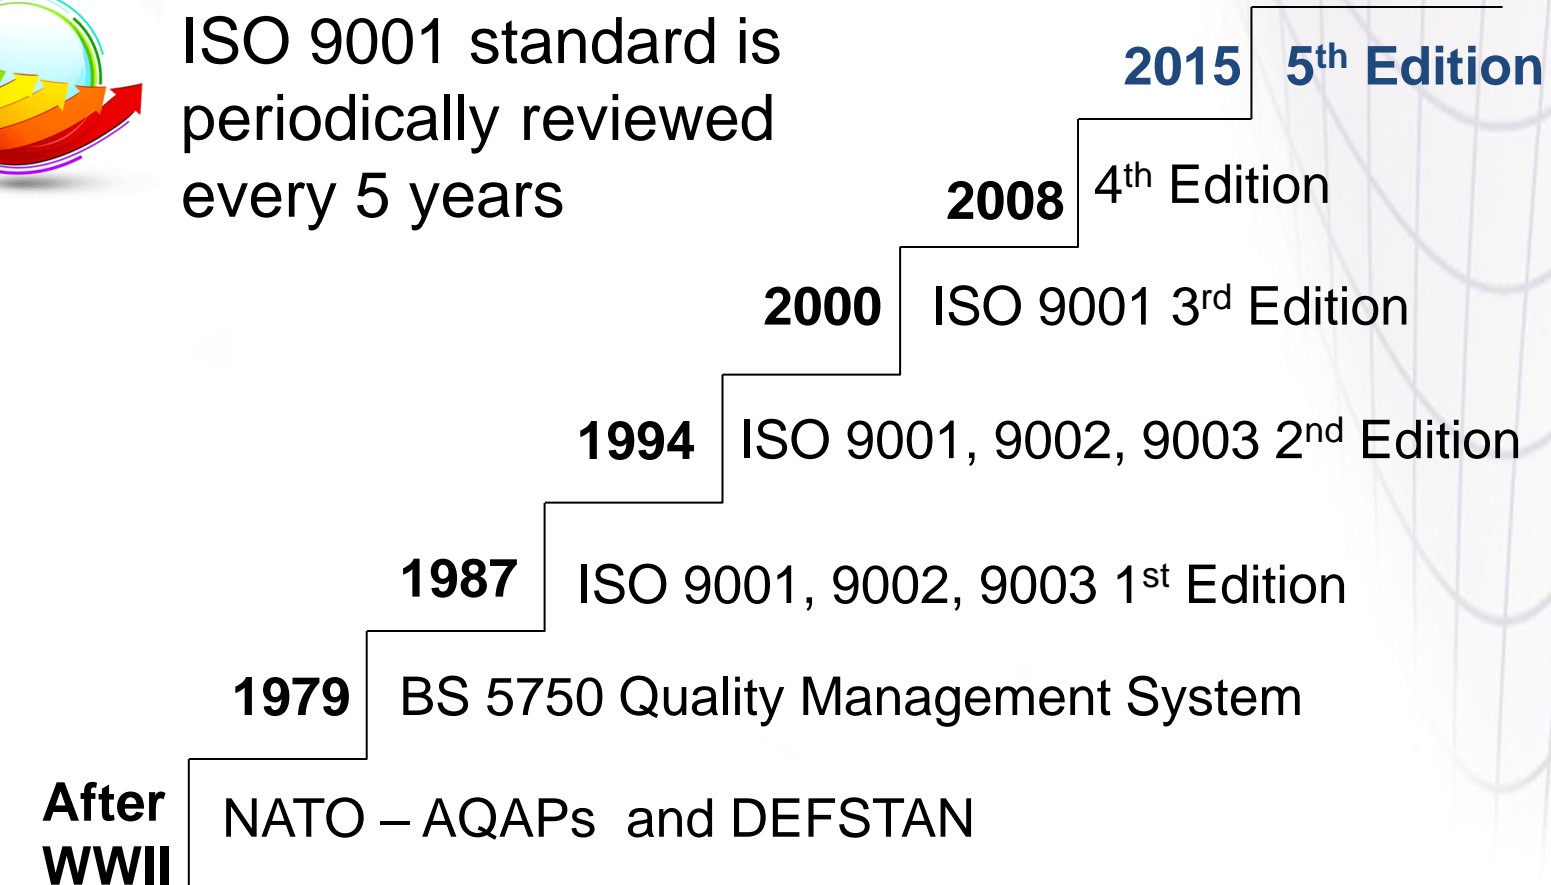 ISO 9001 standard is
periodically reviewed
every 5 years
2015 5th Edition
2008 4th Edition
2000 ISO 9001 3rd Edition
1994 ISO 9001, 9002, 9003 2nd Edition
1987 ISO 9001, 9002, 9003 1st Edition
1979 BS 5750 Quality Management System
After
WWII
NATO – AQAPs and DEFSTAN